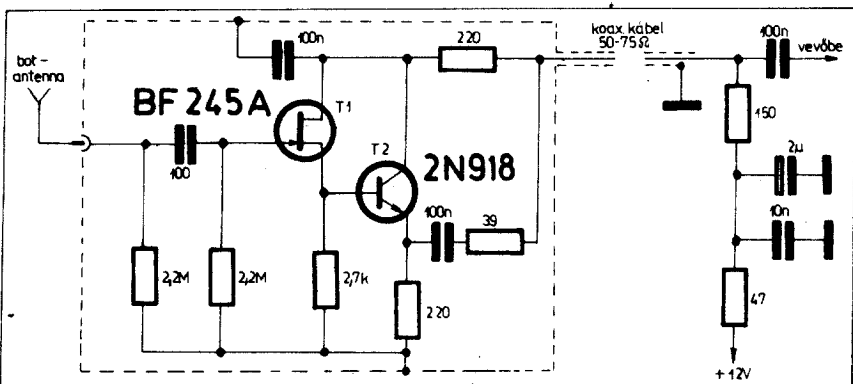 bot-
antenna
100n
BF 245A
T1
100
2,2M
2,2M
2,7k
T2
2N918
100n
39
220
220
koax. kábel
50-75Ω
100n
vevőbe
150
2µ
10n
47
+12V